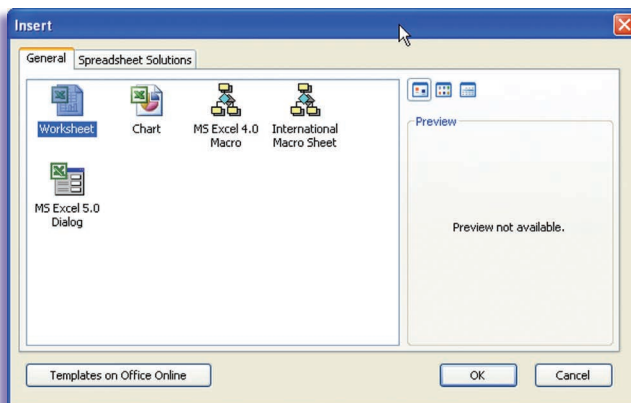 Insert
General
Spreadsheet Solutions
Worksheet
Chart
MS Excel 4.0
Macro
International
Macro Sheet
MS Excel 5.0
Dialog
Preview
Preview not available.
Templates on Office Online
OK
Cancel